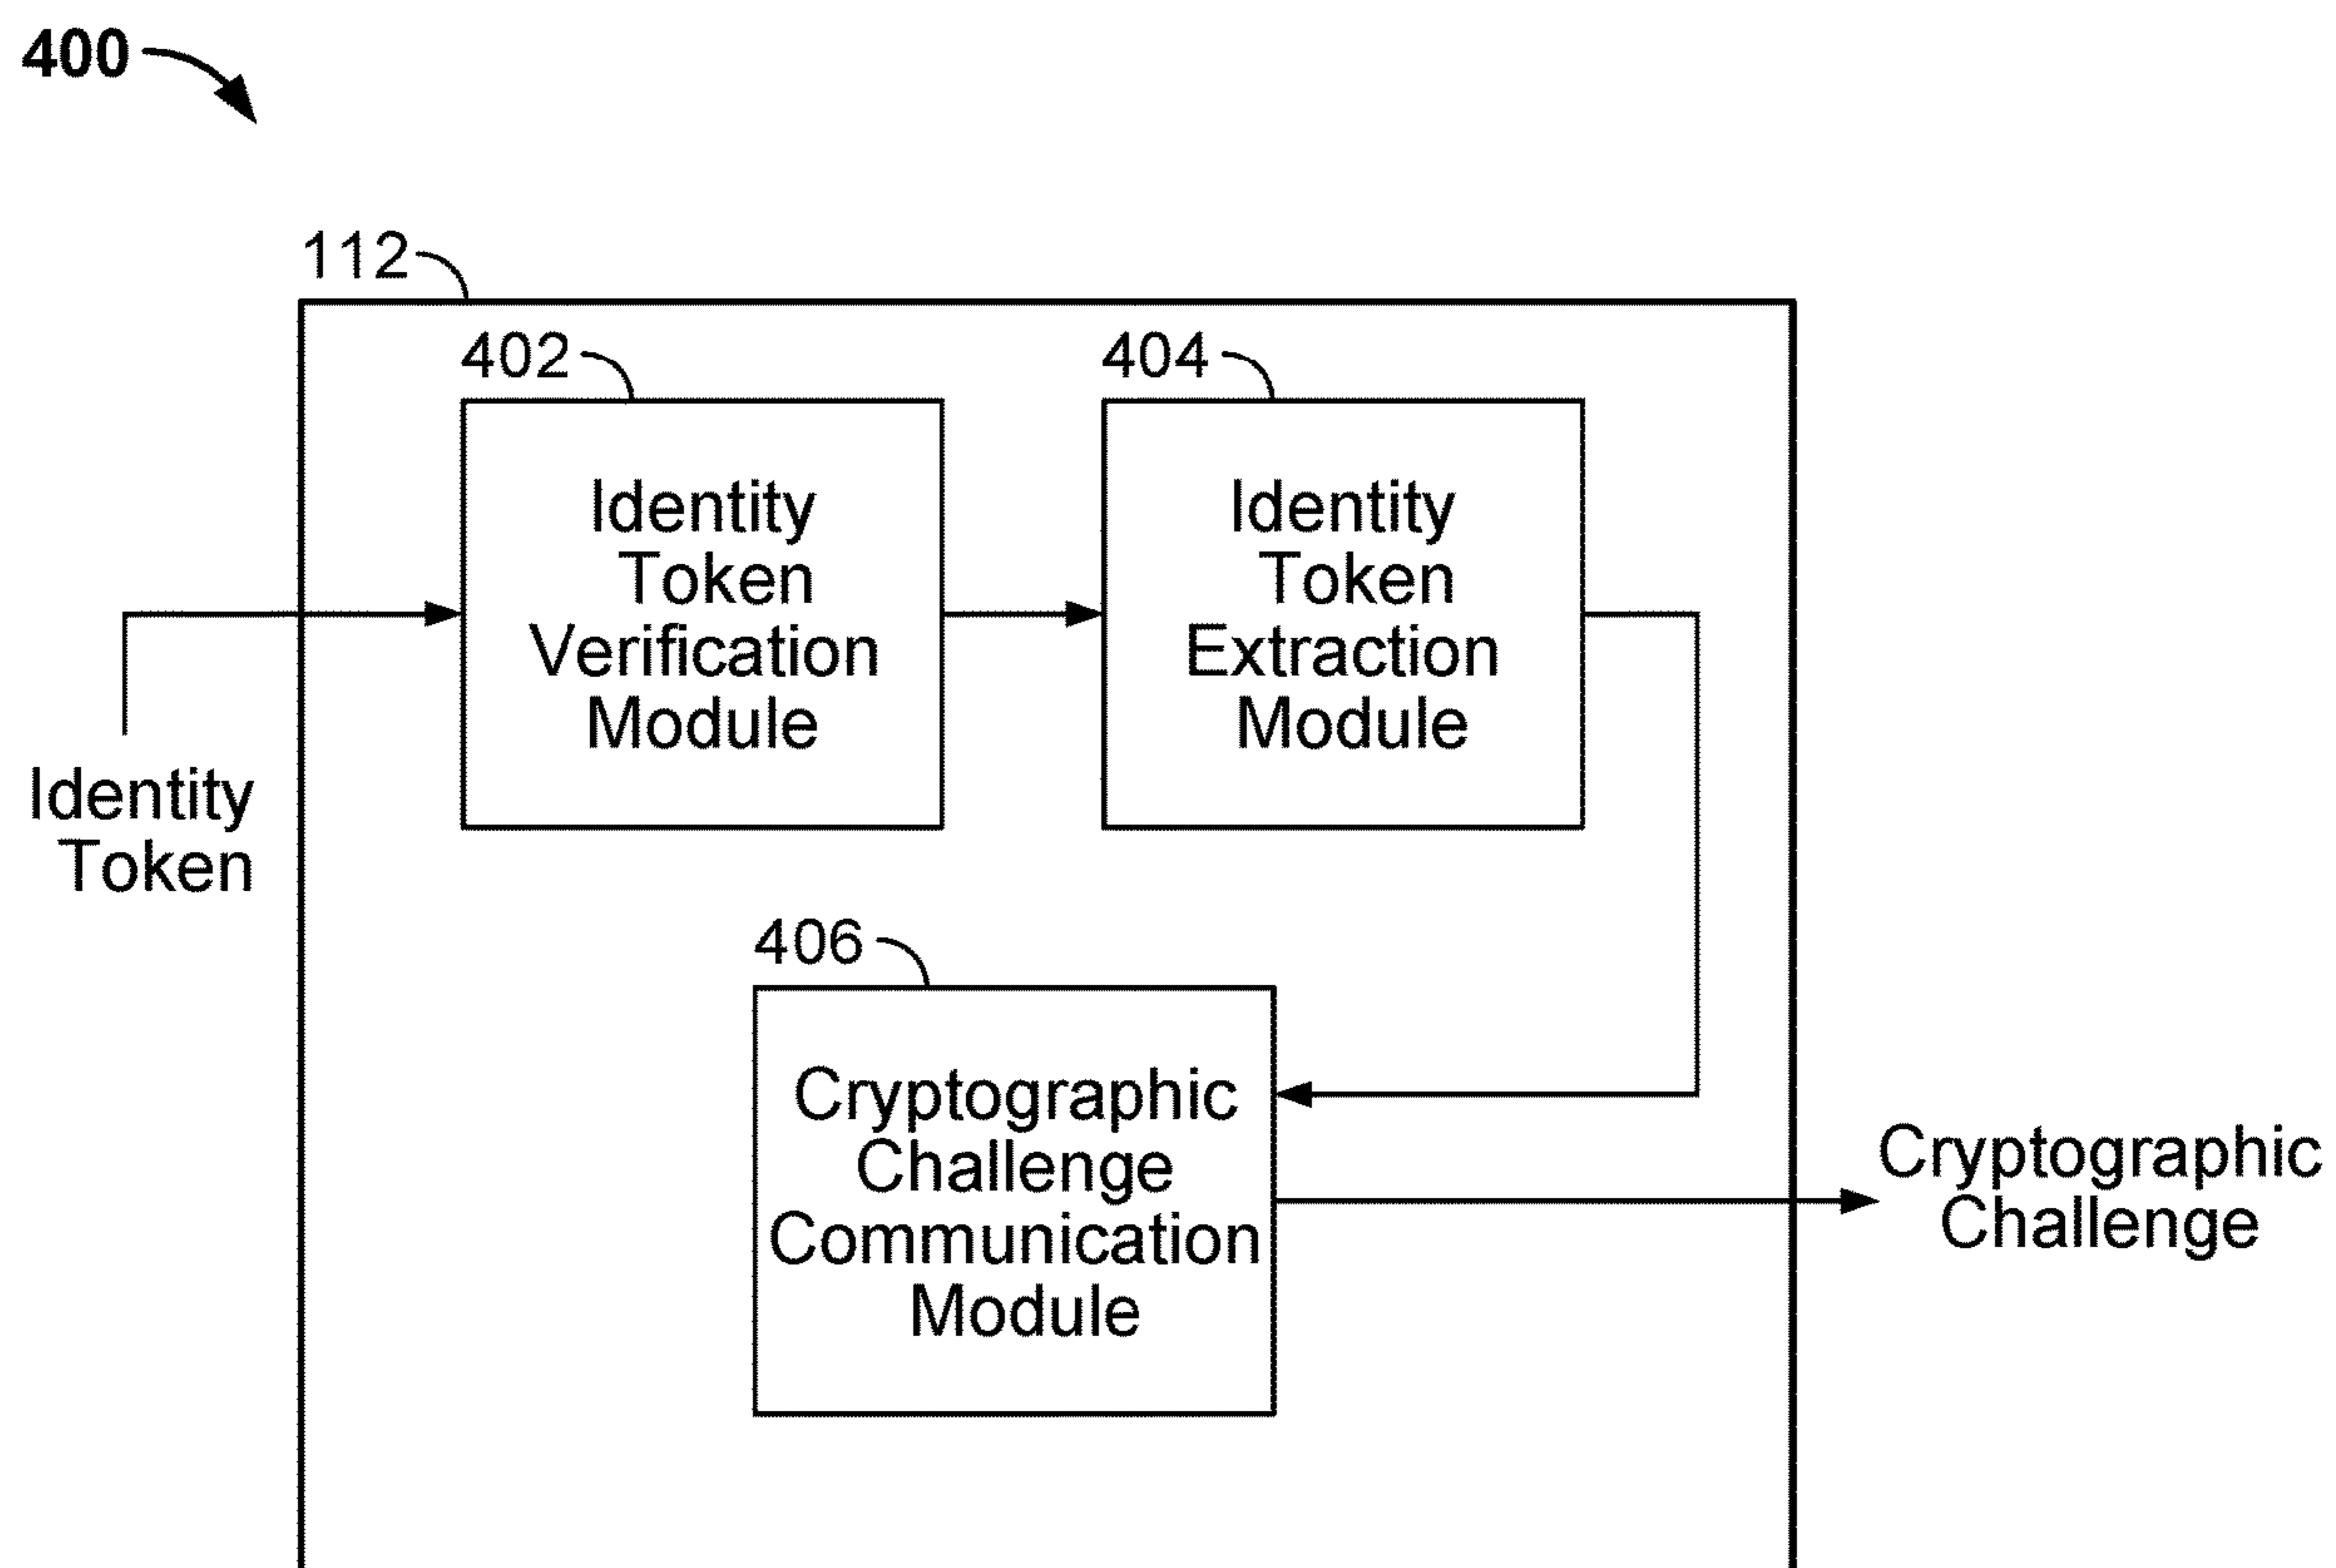 400
112
402
404
Identity
Token
Verification
Module
Identity
Token
Extraction
Module
Identity
Token
406
Cryptographic
Challenge
Communication
Module
Cryptographic
Challenge